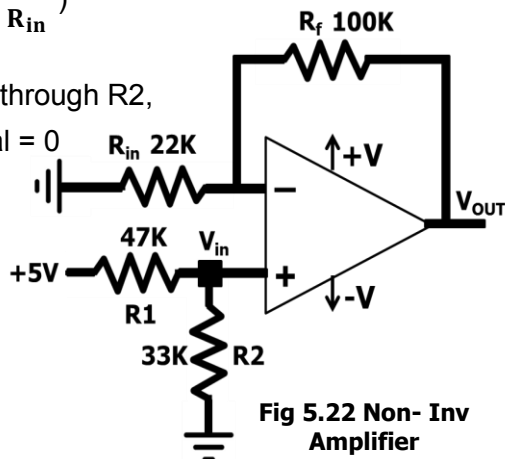 R_in )
through R2,
al = 0
R_f 100K
R_in 22K
+V
−
V_OUT
47K
V_in
+5V
+
-V
R1
33K R2
Fig 5.22 Non- Inv
Amplifier